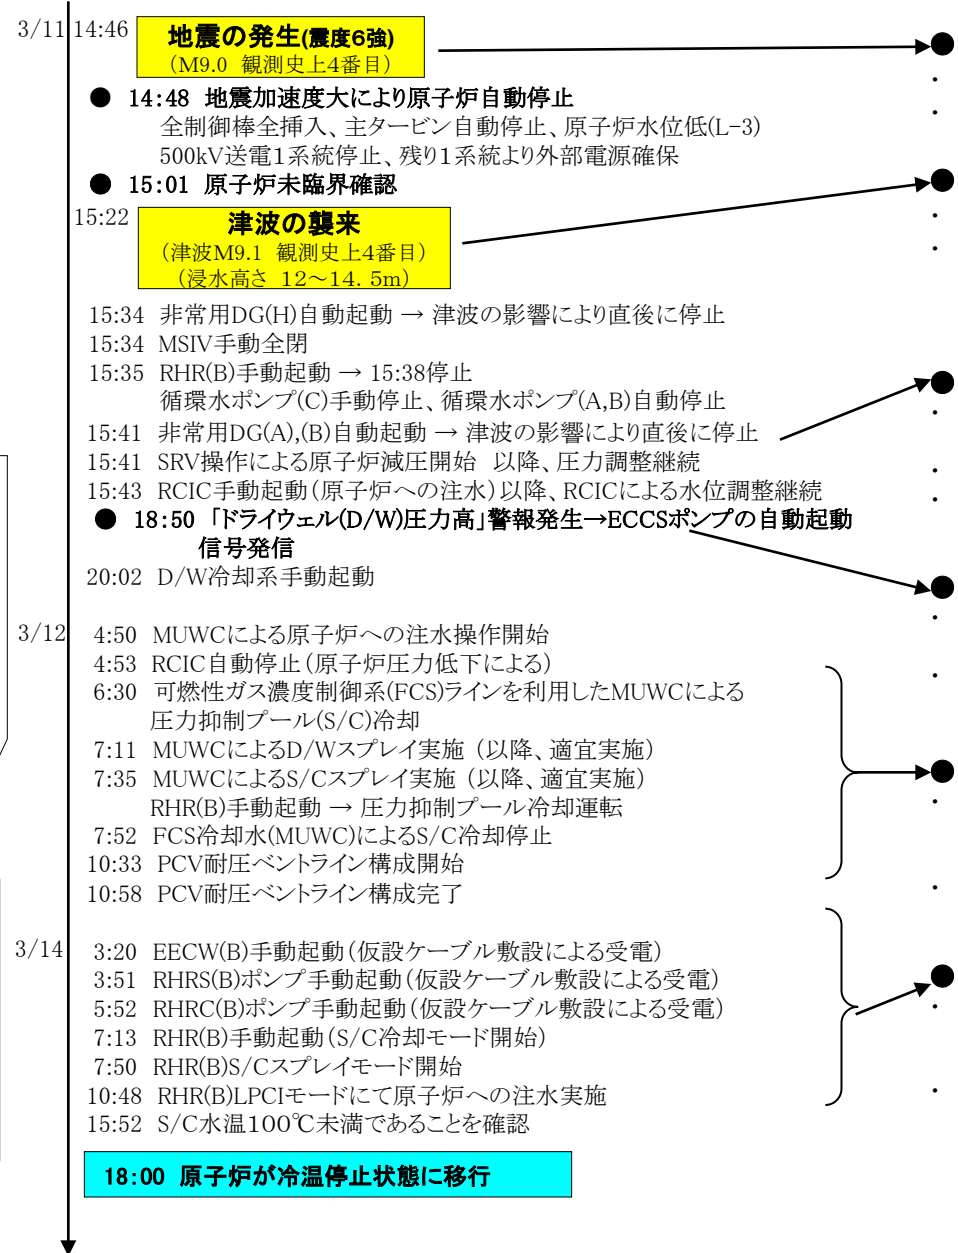 3/11 14:46 地震の発生(震度6強)
(M9.0 観測史上4番目)
● 14:48 地震加速度大により原子炉自動停止
全制御棒全挿入、主タービン自動停止、原子炉水位低(L-3)
500kV送電1系統停止、残り1系統より外部電源確保
● 15:01 原子炉未臨界確認
15:22 津波の襲来
(津波M9.1 観測史上4番目)
(浸水高さ 12～14.5m)
15:34 非常用DG(H)自動起動 → 津波の影響により直後に停止
15:34 MSIV手動全閉
15:35 RHR(B)手動起動 → 15:38停止
循環水ポンプ(C)手動停止、循環水ポンプ(A,B)自動停止
15:41 非常用DG(A),(B)自動起動 → 津波の影響により直後に停止
15:41 SRV操作による原子炉減圧開始 以降、圧力調整継続
15:43 RCIC手動起動(原子炉への注水)以降、RCICによる水位調整継続
● 18:50 「ドライウェル(D/W)圧力高」警報発生→ECCSポンプの自動起動
信号発信
20:02 D/W冷却系手動起動
3/12 4:50 MUWCによる原子炉への注水操作開始
4:53 RCIC自動停止(原子炉圧力低下による)
6:30 可燃性ガス濃度制御系(FCS)ラインを利用したMUWCによる
圧力抑制プール(S/C)冷却
7:11 MUWCによるD/Wスプレイ実施 (以降、適宜実施)
7:35 MUWCによるS/Cスプレイ実施 (以降、適宜実施)
RHR(B)手動起動 → 圧力抑制プール冷却運転
7:52 FCS冷却水(MUWC)によるS/C冷却停止
10:33 PCV耐圧ベントライン構成開始
10:58 PCV耐圧ベントライン構成完了
3/14 3:20 EECW(B)手動起動(仮設ケーブル敷設による受電)
3:51 RHRS(B)ポンプ手動起動(仮設ケーブル敷設による受電)
5:52 RHRC(B)ポンプ手動起動(仮設ケーブル敷設による受電)
7:13 RHR(B)手動起動(S/C冷却モード開始)
7:50 RHR(B)S/Cスプレイモード開始
10:48 RHR(B)LPCIモードにて原子炉への注水実施
15:52 S/C水温100℃未満であることを確認
18:00 原子炉が冷温停止状態に移行